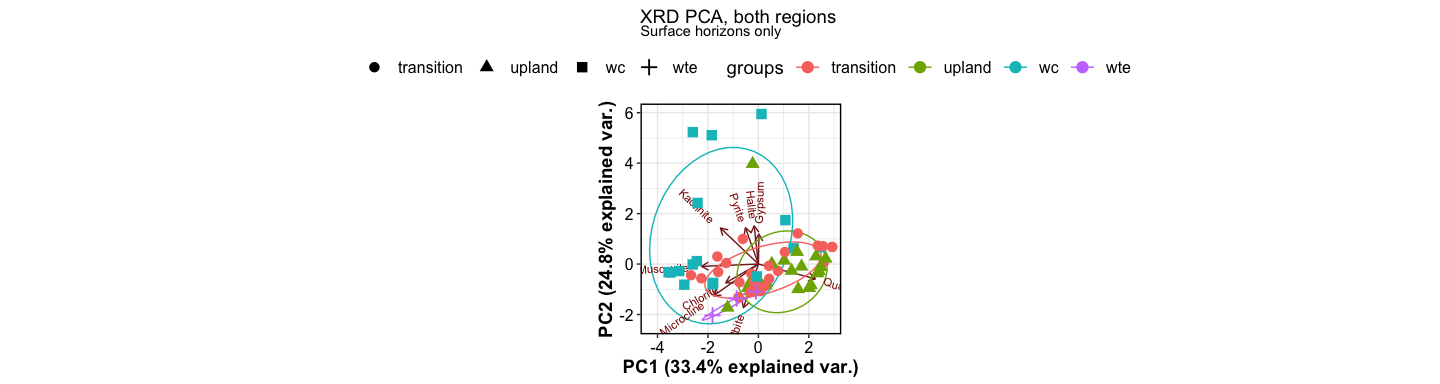 XRD PCA, both regions
Surface horizons only
transition upland wc wte groups transition upland wc wte
PC2 (24.8% explained var.)
6
4
2
0
-2
Kaolinite
Pyrite
Halite
Gypsum
Chlorit
Microcline
-4 -2 0 2
PC1 (33.4% explained var.)